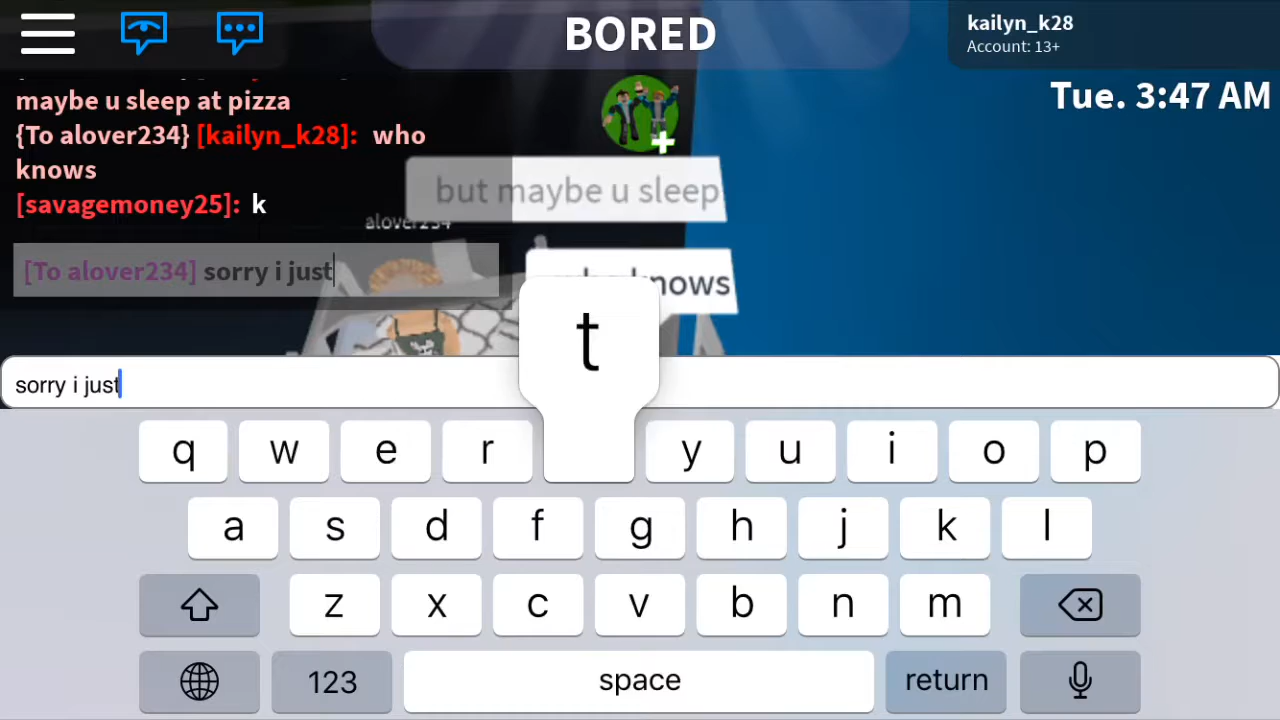 BORED
kailyn_k28
Account: 13+
Tue. 3:47 AM
maybe u sleep at pizza
{To alover234} [kailyn_k28]: who
knows
[savagemoney25]: k
but maybe u sleep
alover234
knows
[To alover234] sorry i just
t
sorry i just
q w e r y u i o p
a s d f g h j k l
z x c v b n m
123 space return